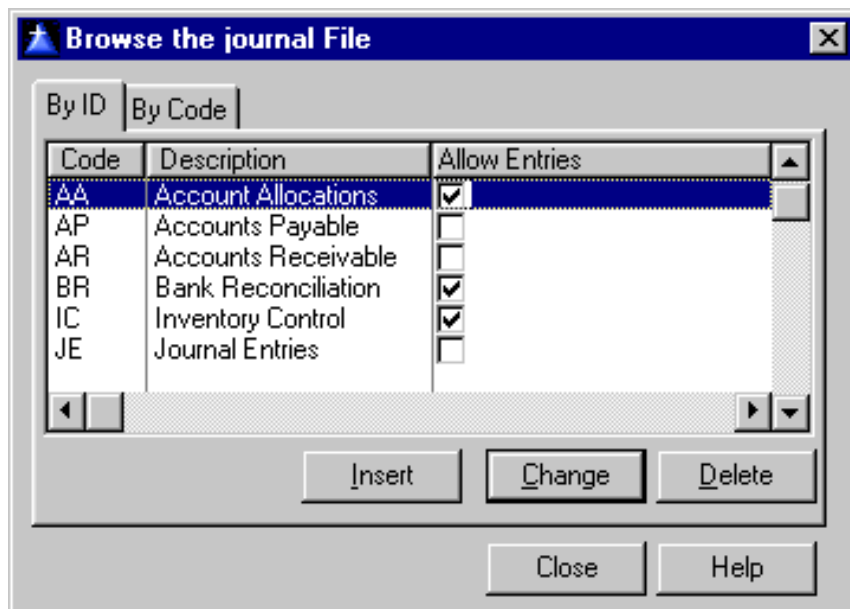 Browse the journal File
By ID By Code
Code Description Allow Entries
AA Account Allocations
AP Accounts Payable
AR Accounts Receivable
BR Bank Reconciliation
IC Inventory Control
JE Journal Entries
Insert Change Delete
Close Help